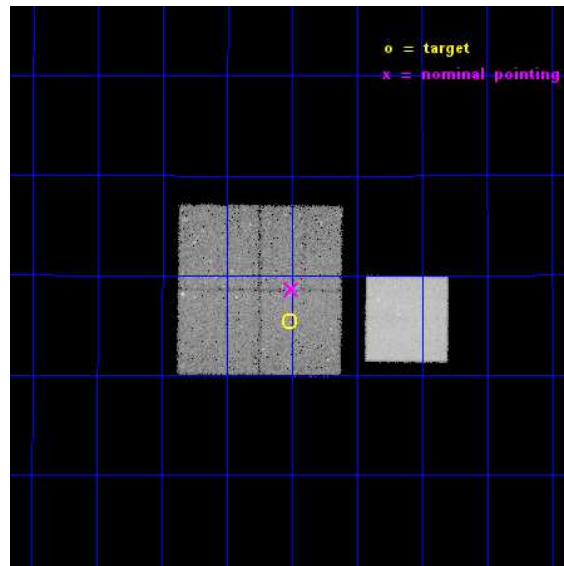 o = target
x = nominal pointing